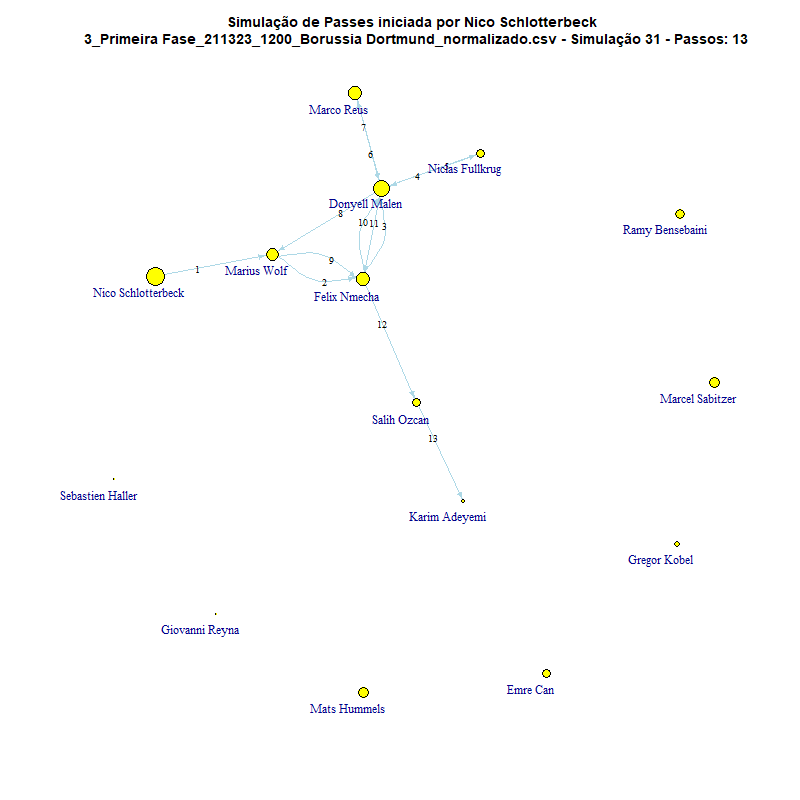 Simulação de Passes iniciada por Nico Schlotterbeck
3_Primeira Fase_211323_1200_Borussia Dortmund_normalizado.csv - Simulação 31 - Passos: 13
Marco Reus
7
6
Niclas Fullkrug
4
Donyell Malen
8
10
11
3
Ramy Bensebaini
Marius Wolf
9
1
2
Nico Schlotterbeck
Felix Nmecha
12
Marcel Sabitzer
Salih Ozcan
13
Sebastien Haller
Karim Adeyemi
Gregor Kobel
Giovanni Reyna
Emre Can
Mats Hummels